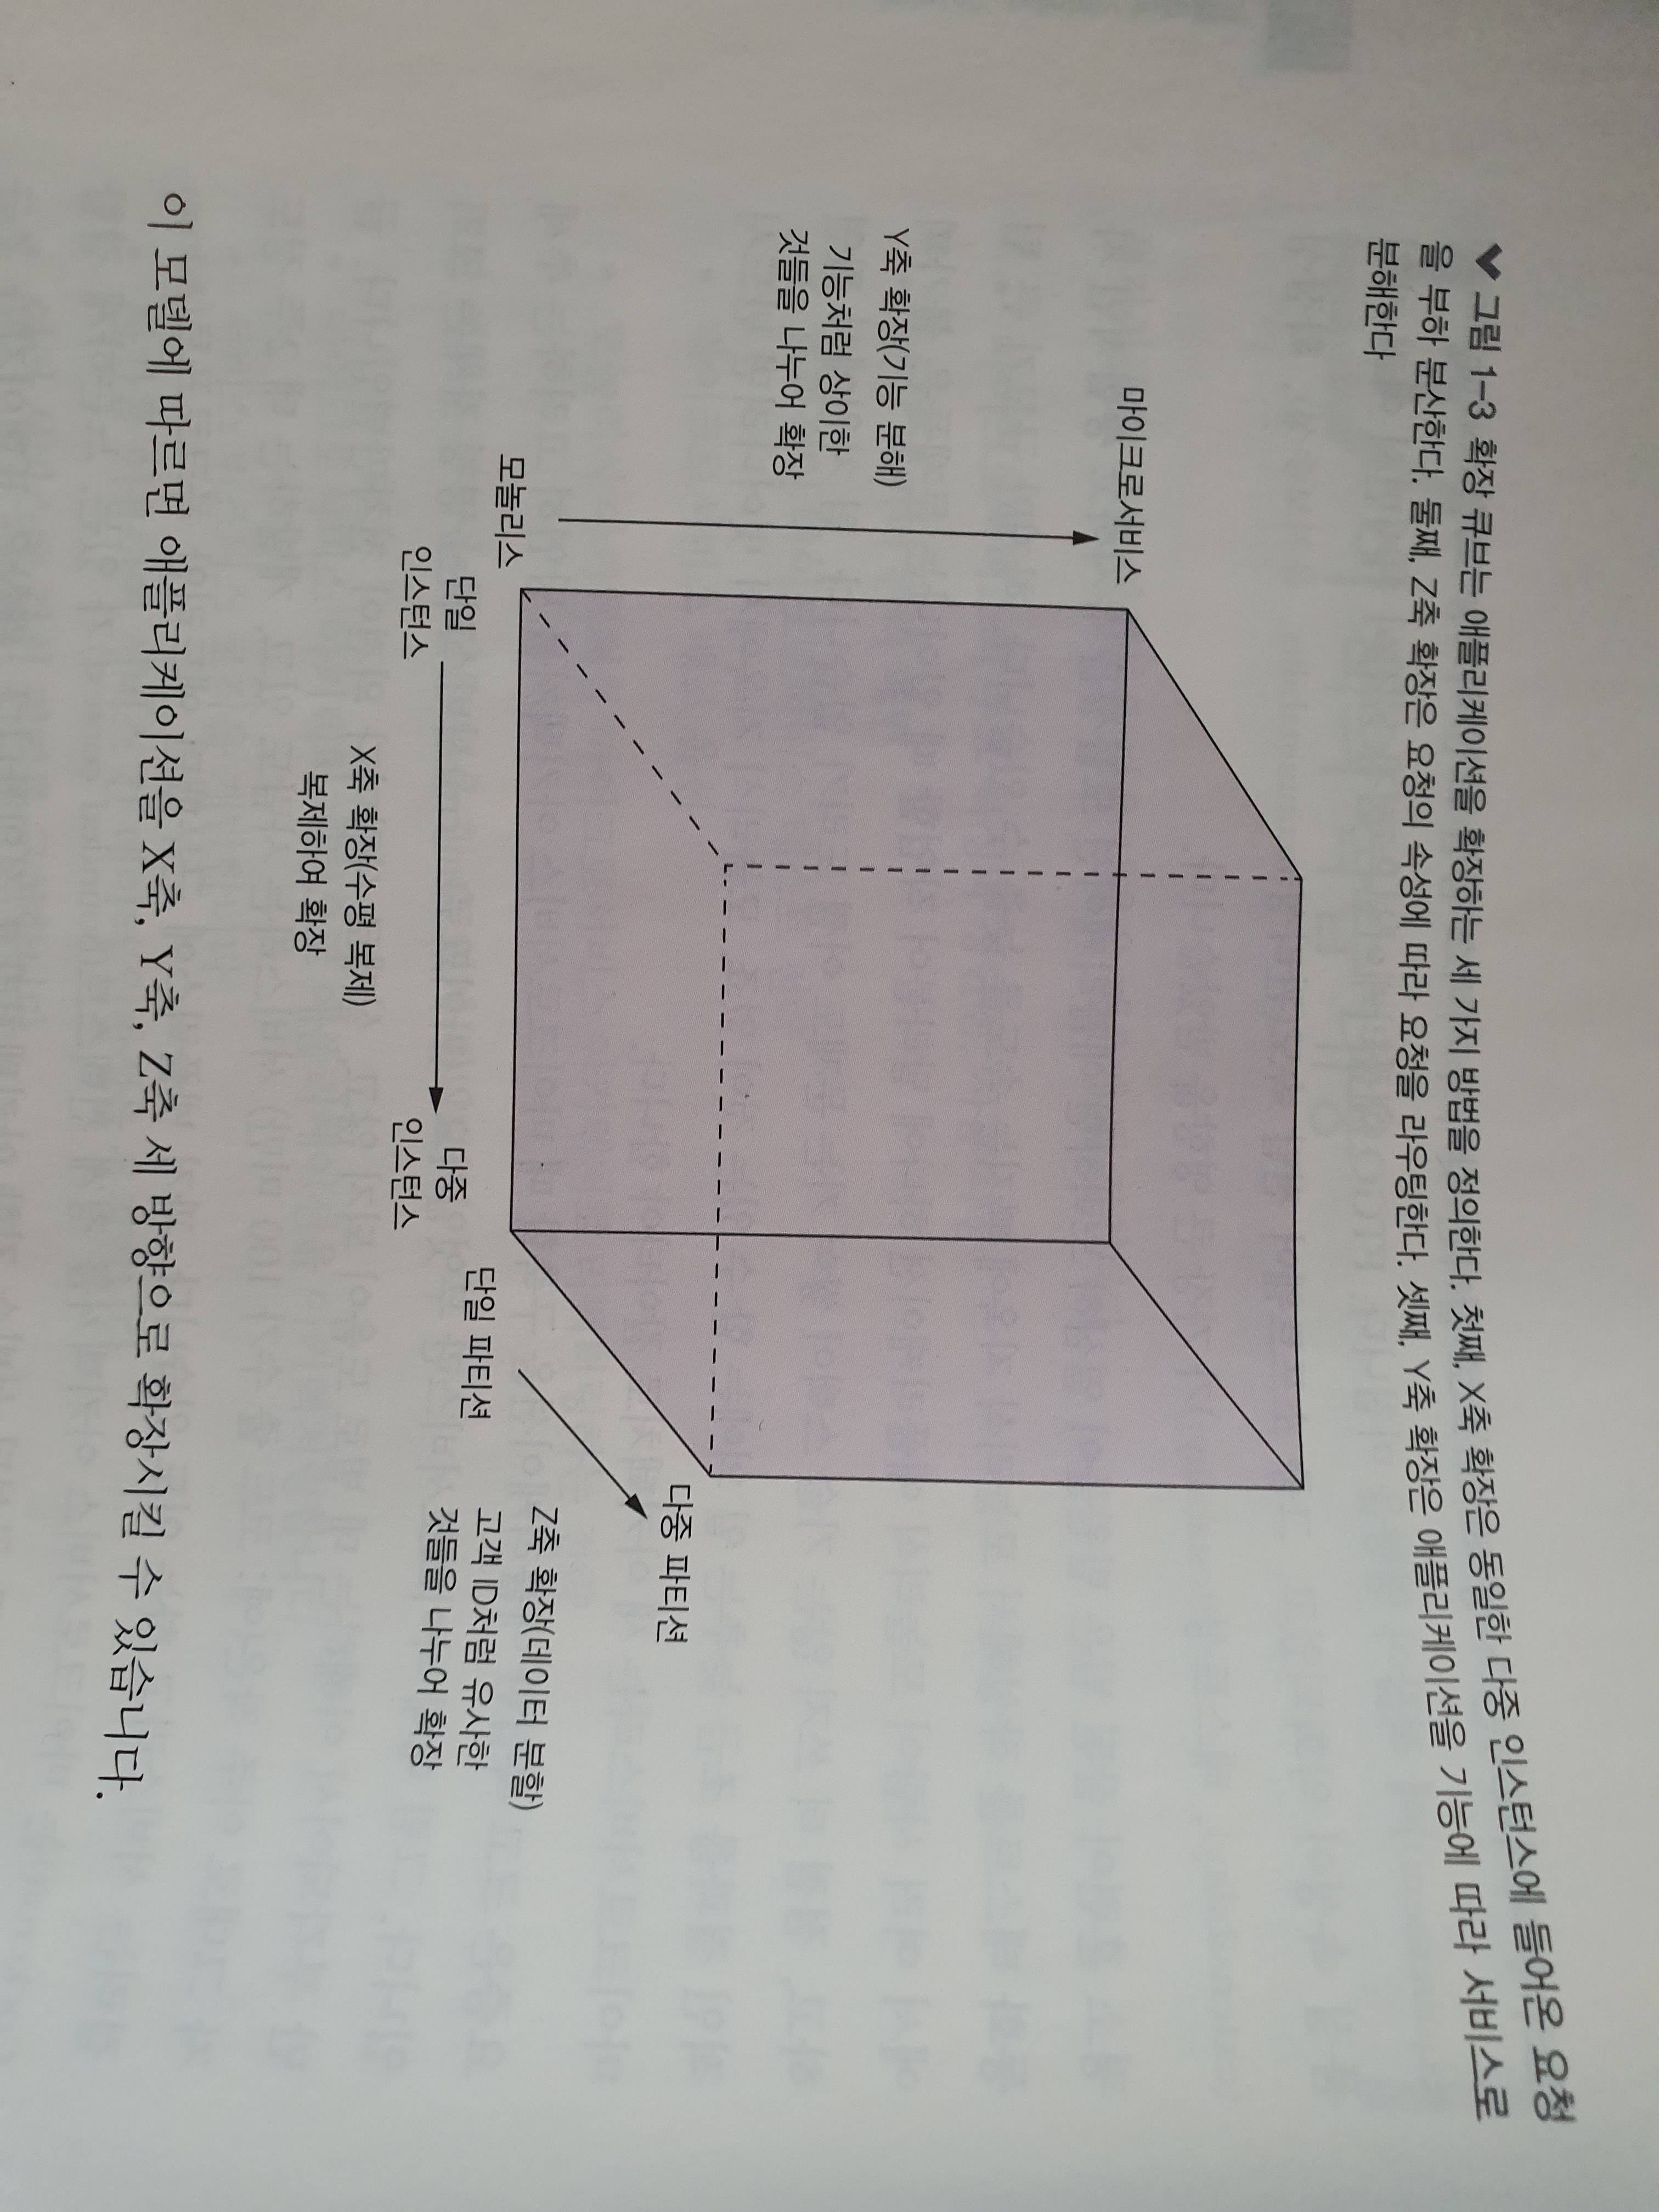 그림 1-3 확장 큐브는 애플리케이션을 확장하는 세 가지 방법을 정의한다. 첫째, X축 확장은 동일한 다중 인스턴스에 들어온 요청
을 부하 분산한다. 둘째, Z축 확장은 요청의 속성에 따라 요청을 라우팅한다. 셋째, Y축 확장은 애플리케이션을 기능에 따라 서비스로
분해한다
마이크로서비스
Y축 확장(기능 분해)
기능처럼 상이한
것들을 나누어 확장
모놀리스
단일
인스턴스
다중
인스턴스
X축 확장(수평 복제)
복제하여 확장
단일 파티션
다중 파티션
Z축 확장(데이터 분할)
고객 ID처럼 유사한
것들을 나누어 확장
이 모델에 따르면 애플리케이션을 X축, Y축, Z축 세 방향으로 확장시킬 수 있습니다.